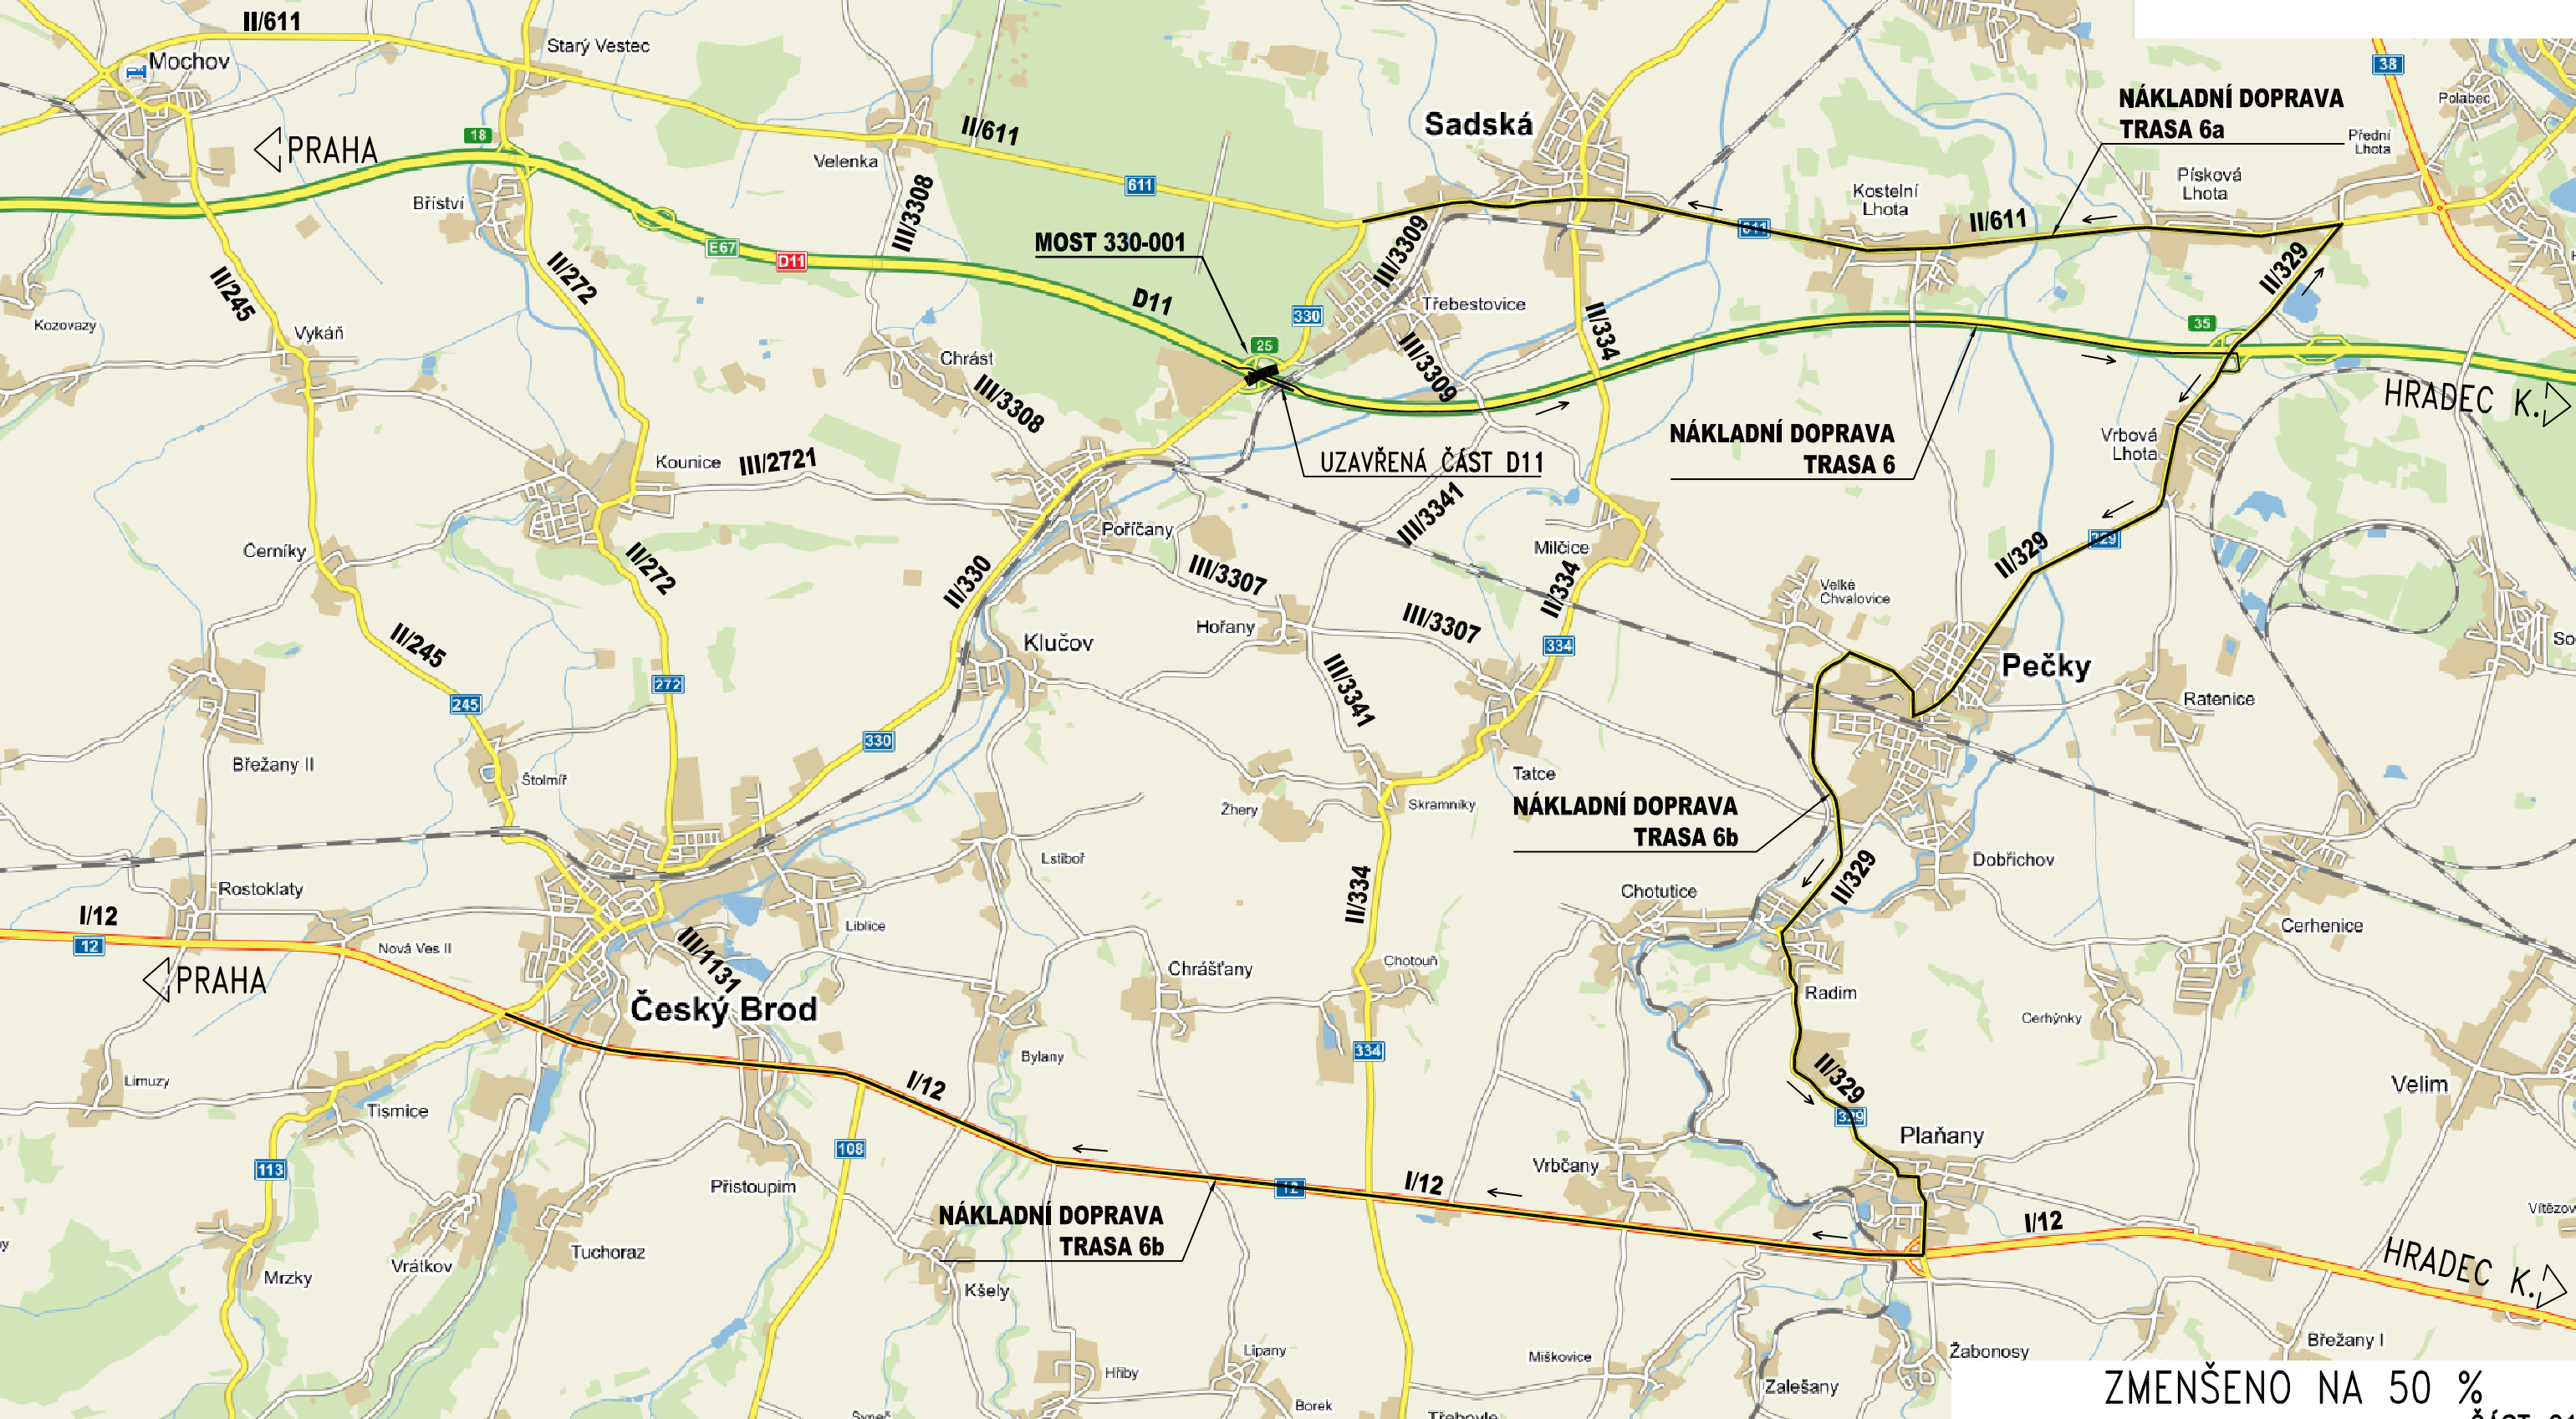 II/611
Starý Vestec
Mochov
38
NÁKLADNÍ DOPRAVA
TRASA 6a
Polabec
Přední
Lhota
Sadská
18
PRAHA
II/611
Velenka
611
Písková
Lhota
Kostelní
Lhota
Bříství
III/3308
II/611
611
E67
D11
MOST 330-001
III/3309
II/329
II/245
II/272
D11
Kozovazy
Vykáň
330
Třebestovice
II/334
35
25
Chrást
III/3309
III/3308
HRADEC K.
NÁKLADNÍ DOPRAVA
TRASA 6
Vrbová
Lhota
Kounice
III/2721
UZAVŘENÁ ČÁST D11
III/3341
Poříčany
Milčice
329
II/329
Černíky
II/272
II/330
III/3307
II/334
Velké
Chvalovice
III/3307
Hořany
Klučov
334
II/245
Pečky
So
272
III/3341
Ratenice
245
330
Břežany II
Štolmíř
Tatce
Žhery
Skramníky
NÁKLADNÍ DOPRAVA
TRASA 6b
Lstiboř
Dobřichov
II/329
Rostoklaty
II/334
Chotutice
I/12
12
Liblice
Cerhenice
Nová Ves II
III/1131
PRAHA
Chrášťany
Chotouň
Radim
Český Brod
Cerhýnky
334
Bylany
Limuzy
I/12
II/329
Velim
Tismice
329
Plaňany
108
113
Vrbčany
Přistoupim
I/12
12
NÁKLADNÍ DOPRAVA
TRASA 6b
I/12
Vítězov
Tuchoraz
Vrátkov
Mrzky
HRADEC K.
Kšely
Břežany I
Lipany
Miškovice
Žabonosy
Hřiby
Zalešany
ZMENŠENO NA 50 %
Borek